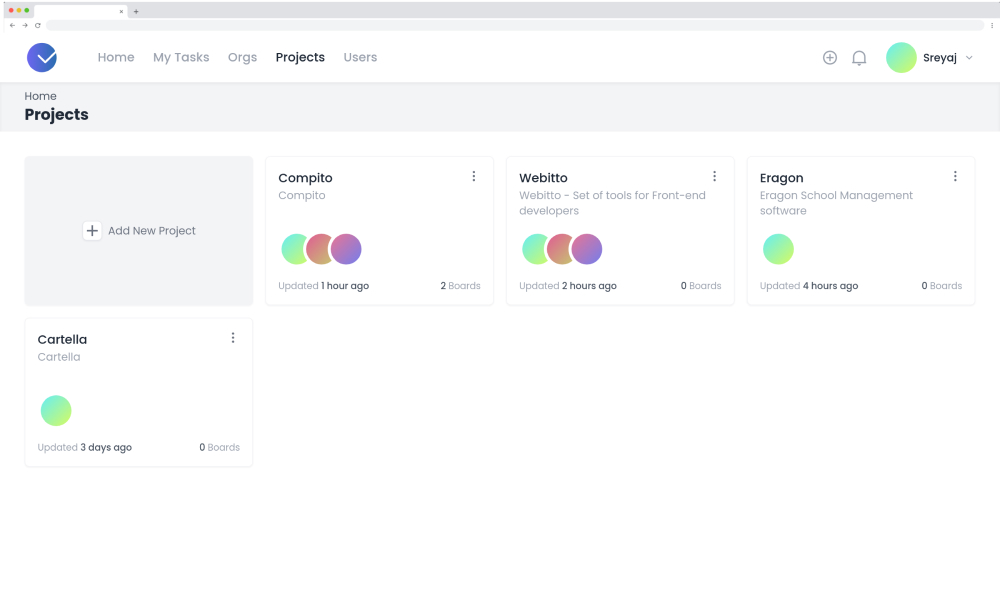 Home My Tasks Orgs Projects Users
Sreyaj
Home
Projects
Add New Project
Compito
Compito
Updated 1 hour ago 2 Boards
Webitto
Webitto - Set of tools for Front-end
developers
Updated 2 hours ago 0 Boards
Eragon
Eragon School Management
software
Updated 4 hours ago 0 Boards
Cartella
Cartella
Updated 3 days ago 0 Boards